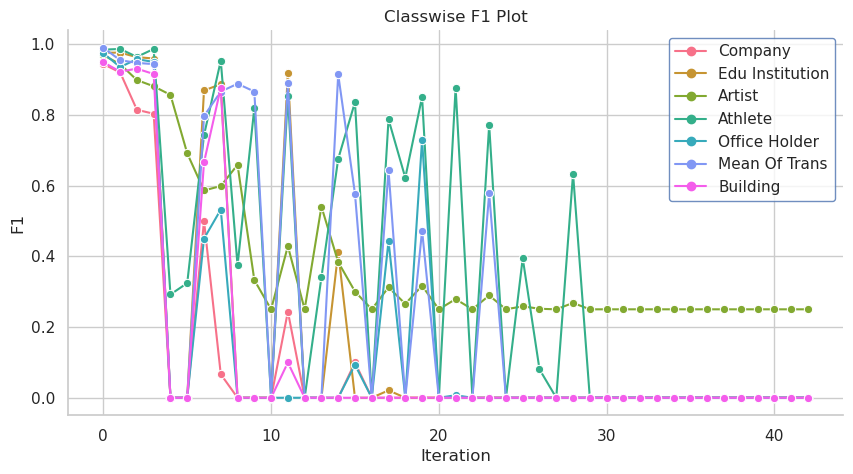 Classwise F1 Plot
1.0
0.8
0.6
0.4
0.2
0.0
F1
0
10
20
30
40
Iteration
Company
Edu Institution
Artist
Athlete
Office Holder
Mean Of Trans
Building